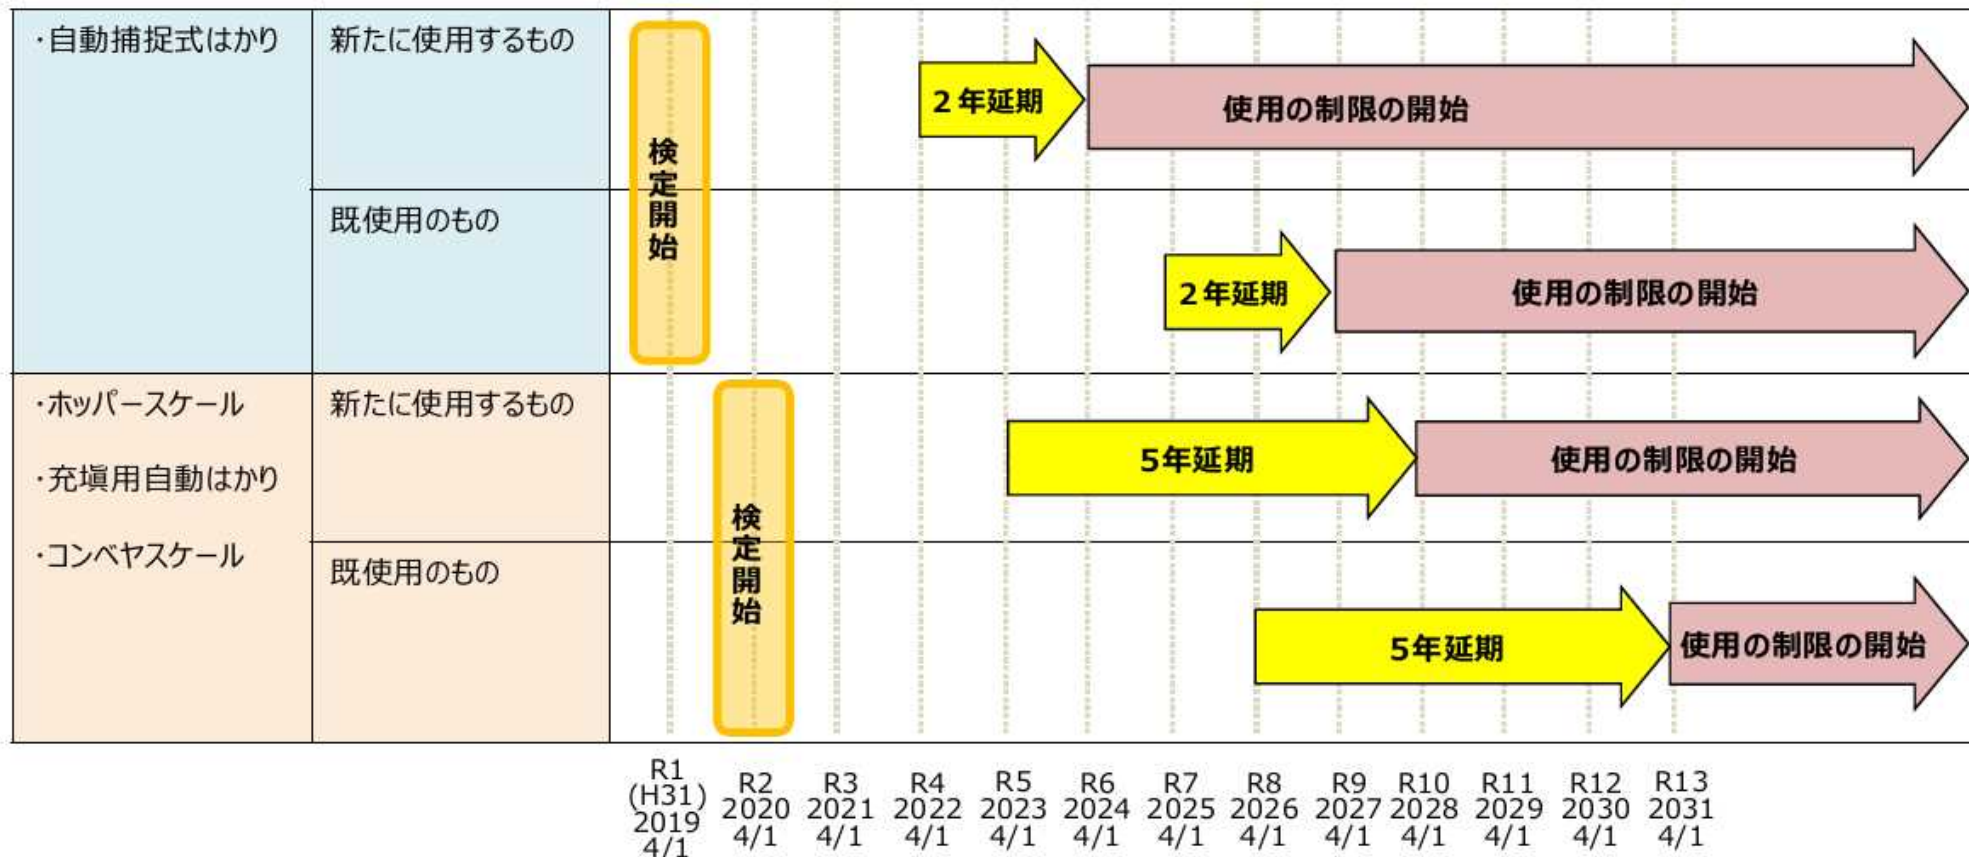 ・自動捕捉式はかり
新たに使用するもの
2年延期
使用の制限の開始
検定開始
既使用のもの
2年延期
使用の制限の開始
・ホッパースケール
・充塡用自動はかり
・コンベヤスケール
新たに使用するもの
5年延期
使用の制限の開始
検定開始
既使用のもの
5年延期
使用の制限の開始
R1
(H31)
2019
4/1
R2
2020
4/1
R3
2021
4/1
R4
2022
4/1
R5
2023
4/1
R6
2024
4/1
R7
2025
4/1
R8
2026
4/1
R9
2027
4/1
R10
2028
4/1
R11
2029
4/1
R12
2030
4/1
R13
2031
4/1